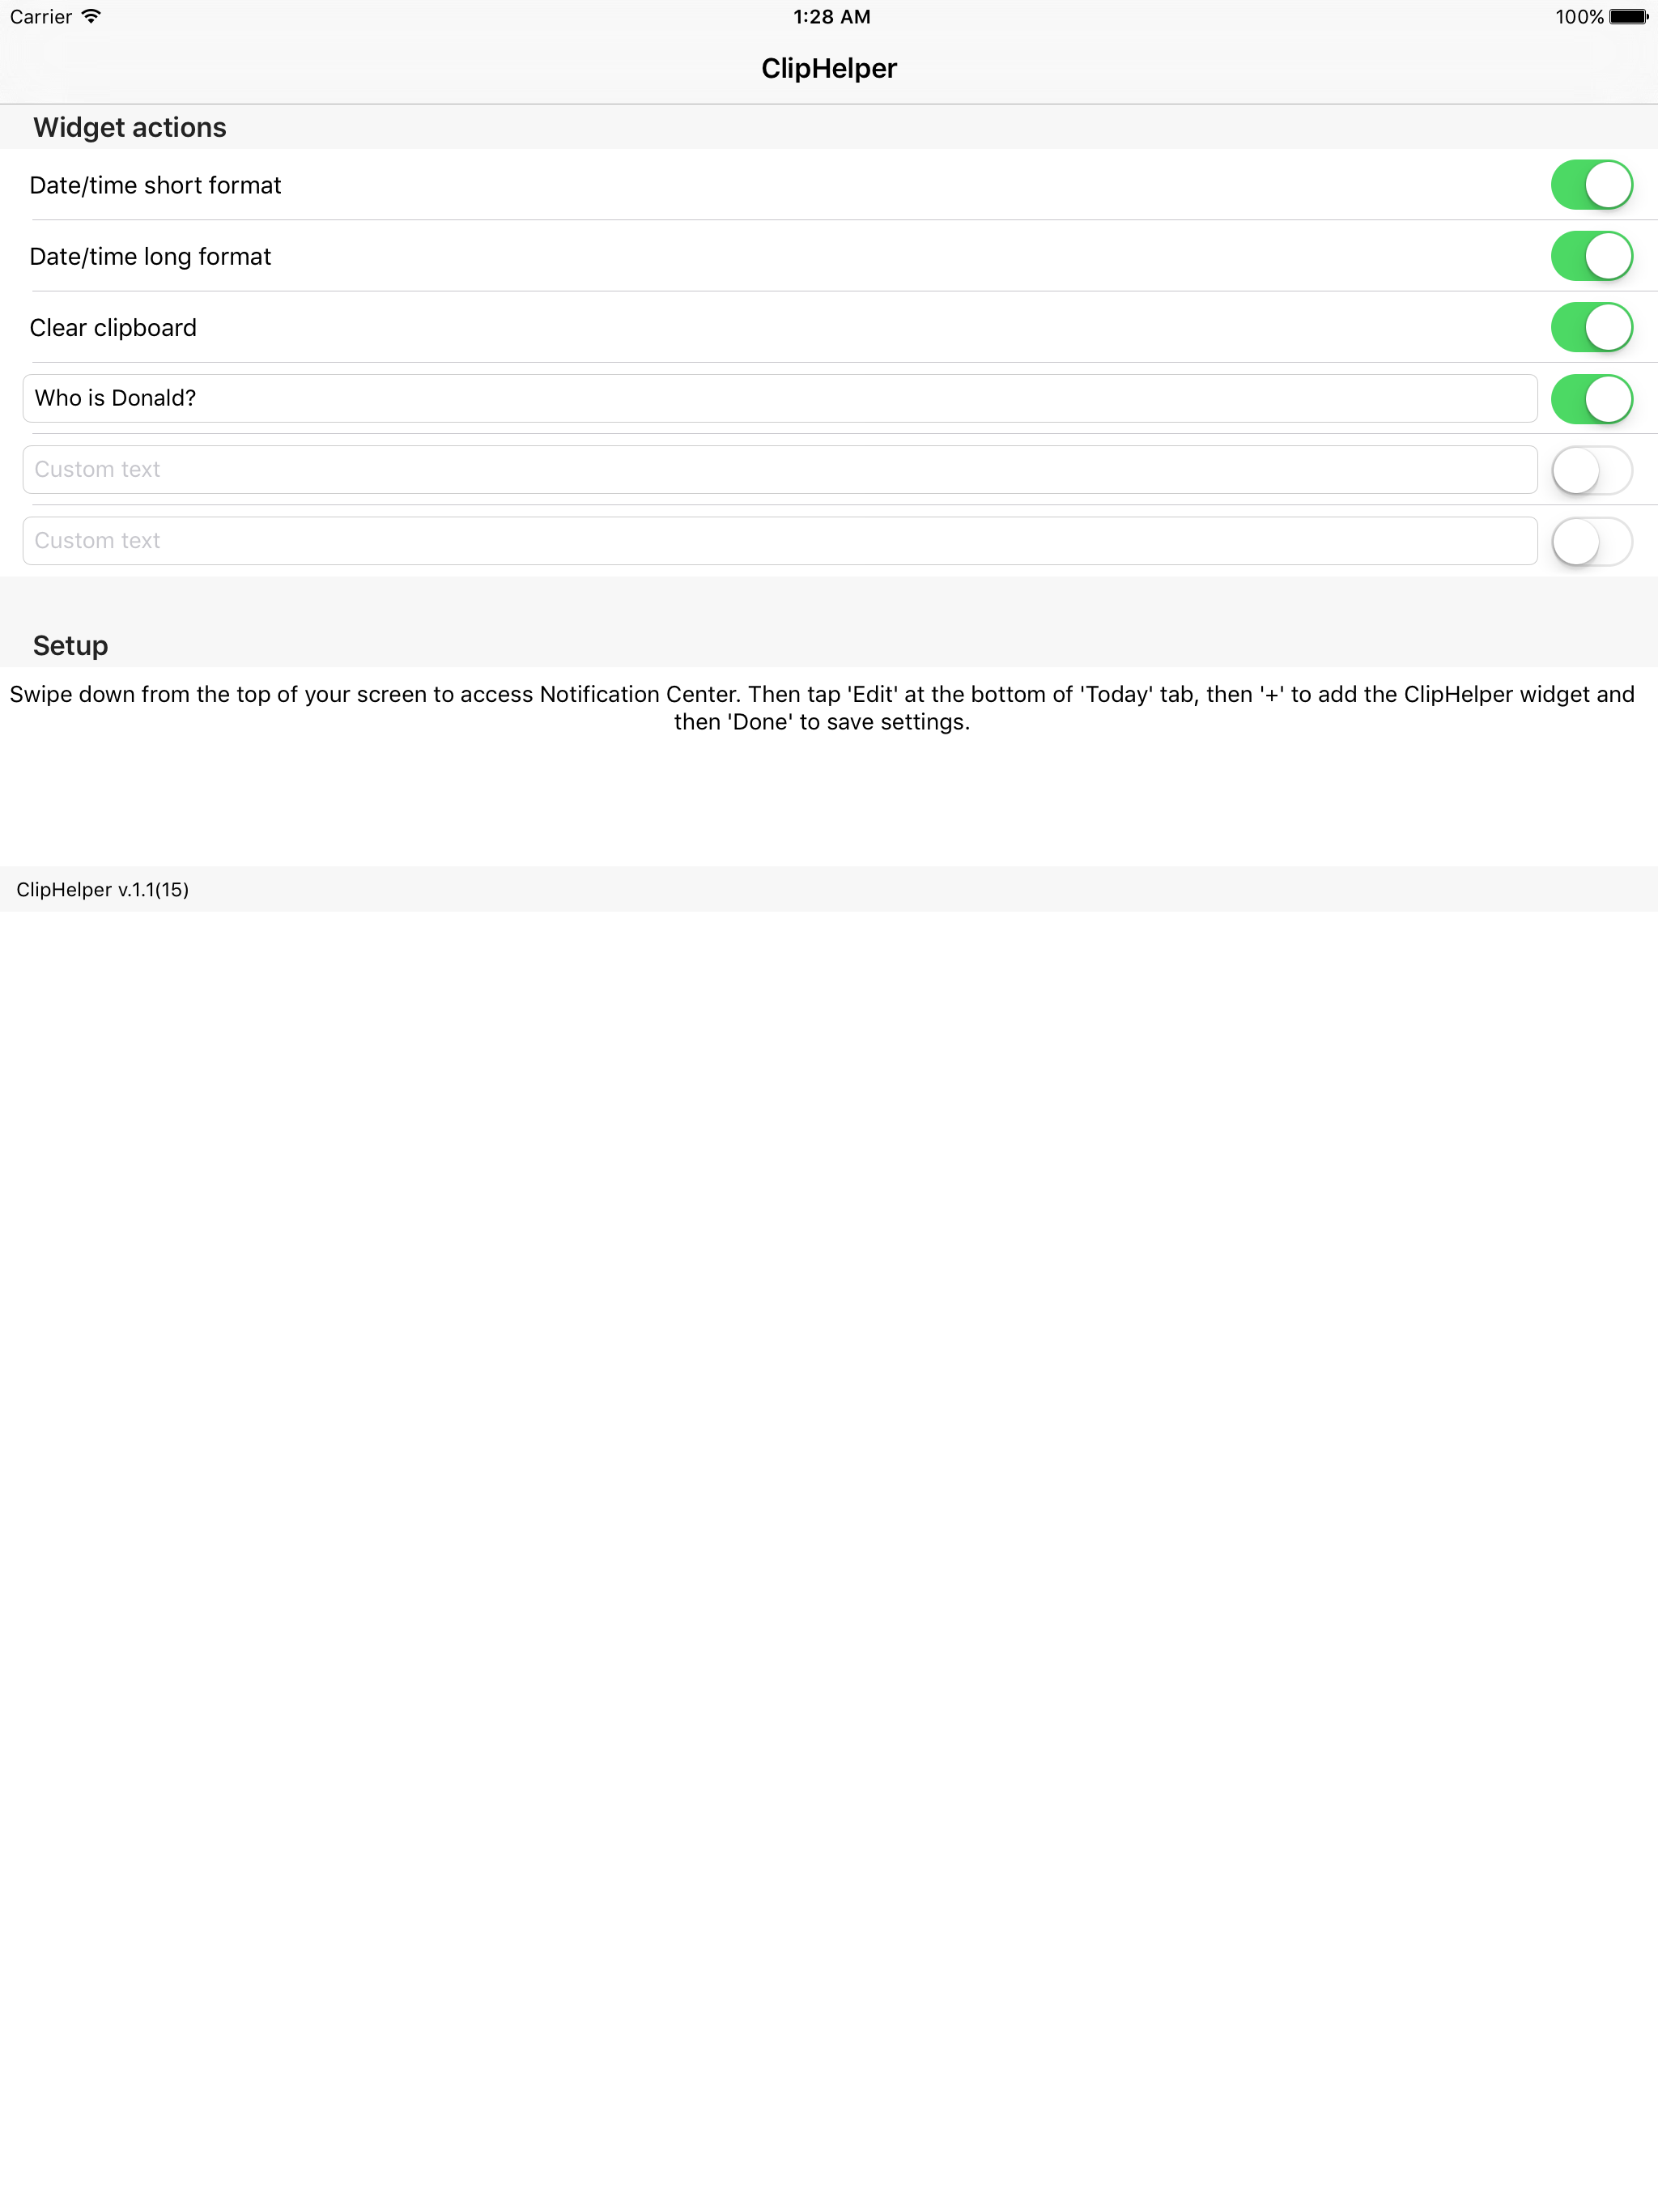 Carrier 1:28 AM 100%
ClipHelper
Widget actions
Date/time short format
Date/time long format
Clear clipboard
Who is Donald?
Custom text
Custom text
Setup
Swipe down from the top of your screen to access Notification Center. Then tap 'Edit' at the bottom of 'Today' tab, then '+' to add the ClipHelper widget and
then 'Done' to save settings.
ClipHelper v.1.1(15)